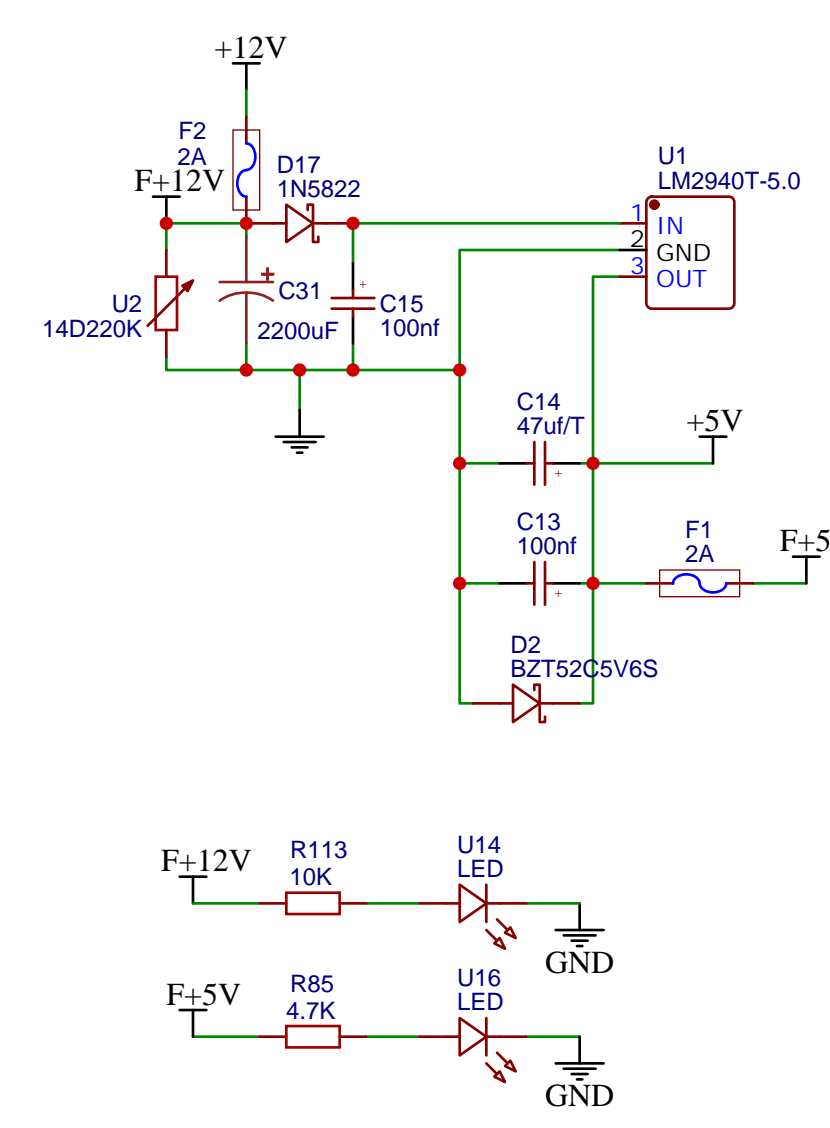 +12V
F2
2A
F+12V
D17
1N5822
U1
LM2940T-5.0
1
IN
2
GND
3
OUT
+
C31
2200uF
+
C15
100nf
U2
14D220K
C14
47uf/T
+
+5V
C13
100nf
+
F1
2A
F+5
D2
BZT52C5V6S
F+12V
R113
10K
U14
LED
GND
F+5V
R85
4.7K
U16
LED
GND